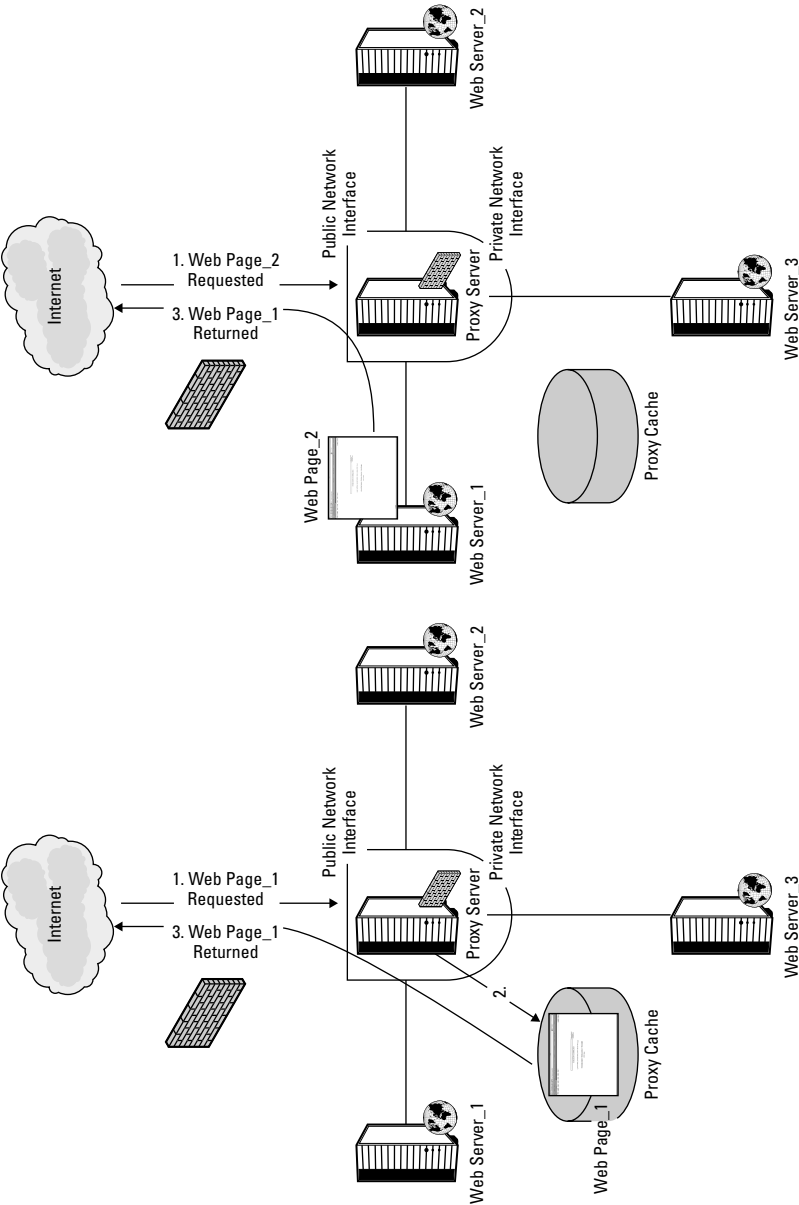 Web Server_2
Internet
Public Network
Interface
1. Web Page_2
Requested
3. Web Page_1
Returned
Proxy Server
Private Network
Interface
Web Server_3
Web Page_2
Web Server_1
Proxy Cache
Web Server_2
Internet
Public Network
Interface
1. Web Page_1
Requested
3. Web Page_1
Returned
Proxy Server
Private Network
Interface
Web Server_3
2.
Web Server_1
Web Page_1
Proxy Cache